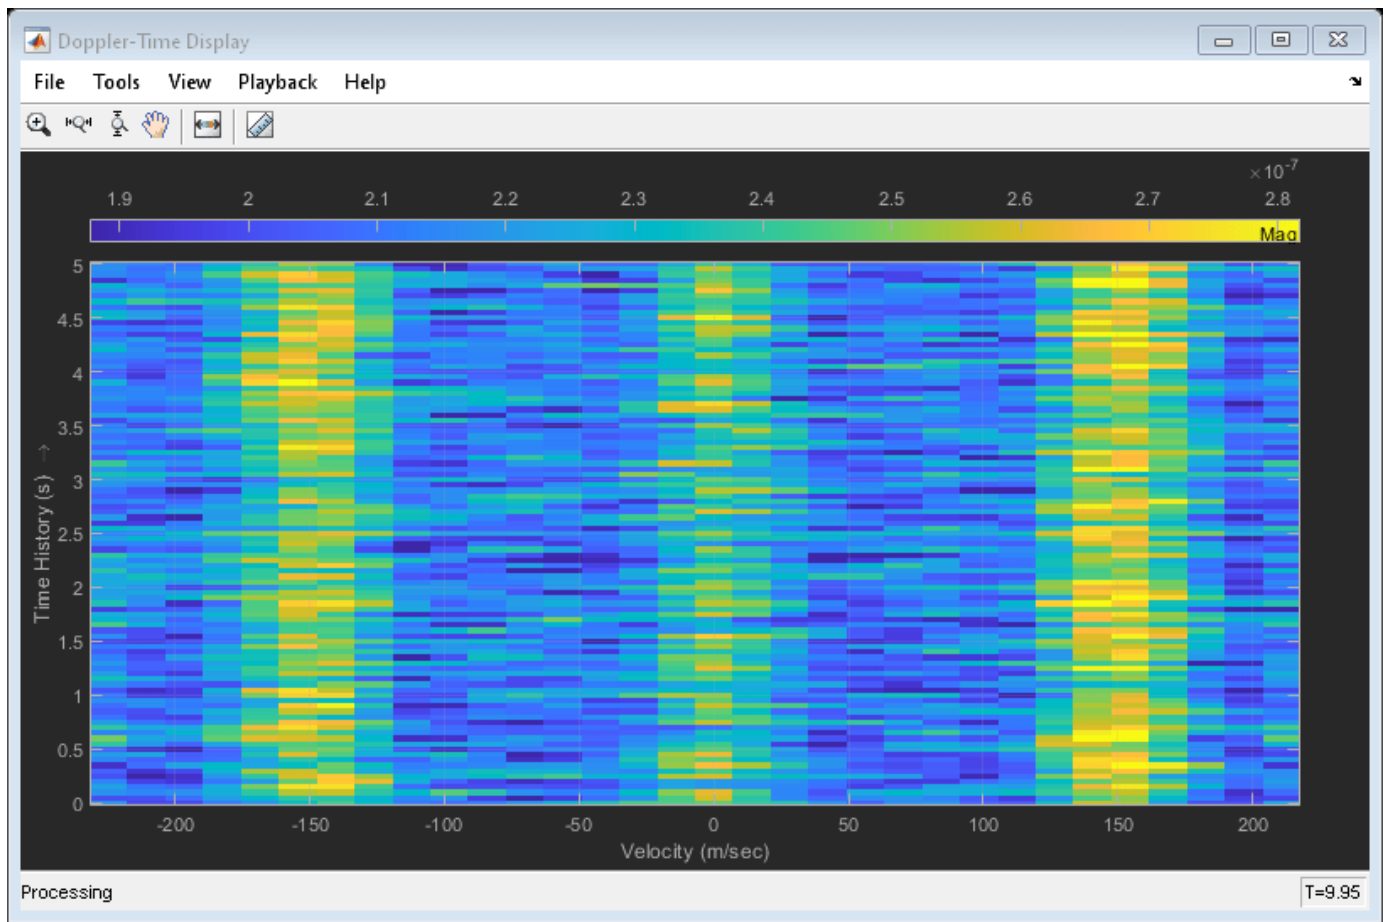 Doppler-Time Display
File Tools View Playback Help
×10-7
1.9 2 2.1 2.2 2.3 2.4 2.5 2.6 2.7 2.8
Mag
5
4.5
4
3.5
3
2.5
2
1.5
1
0.5
0
Time History (s) →
-200 -150 -100 -50 0 50 100 150 200
Velocity (m/sec)
Processing T=9.95